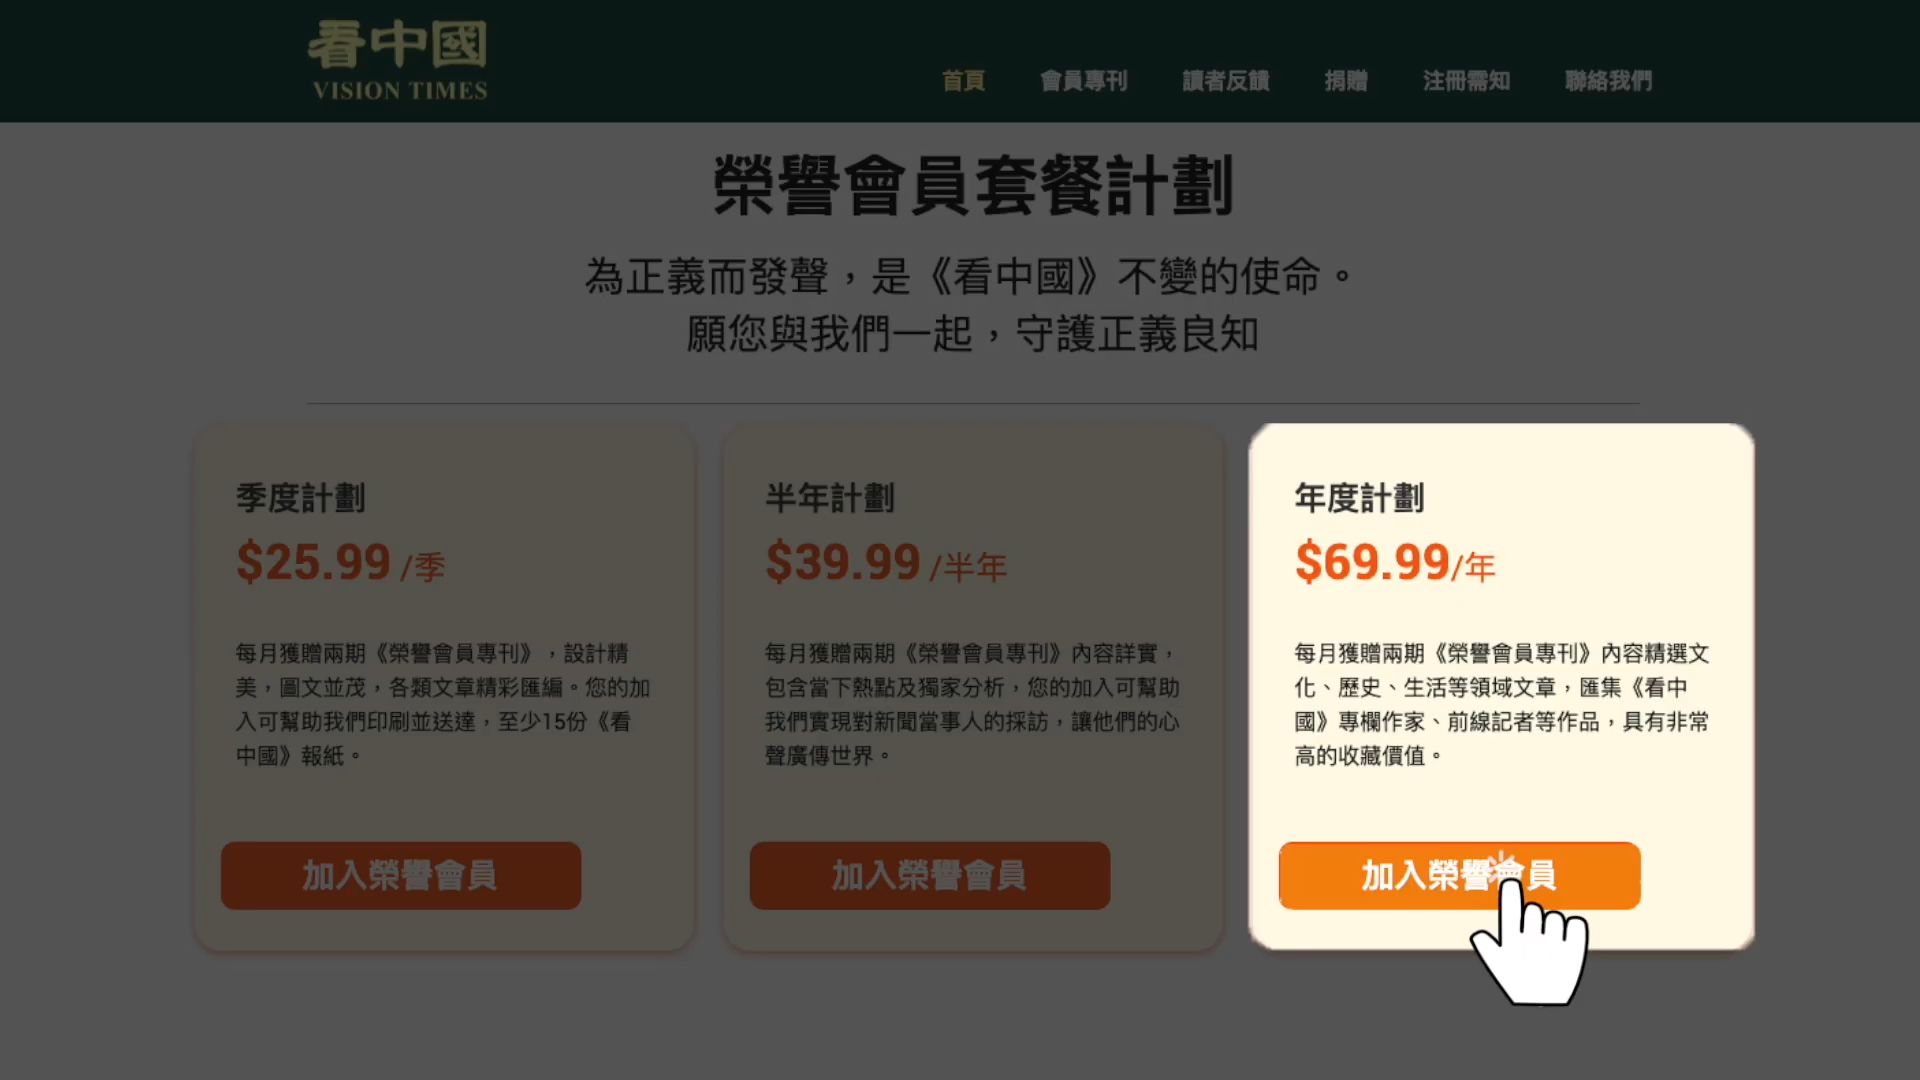 看中國
VISION TIMES
首頁 會員專刊 讀者反饋 捐贈 注冊需知 聯絡我們
榮譽會員套餐計劃
為正義而發聲，是《看中國》不變的使命。
願您與我們一起，守護正義良知
季度計劃
$25.99 /季
每月獲贈兩期《榮譽會員專刊》，設計精
美，圖文並茂，各類文章精彩匯編。您的加
入可幫助我們印刷並送達，至少15份《看
中國》報紙。
加入榮譽會員
半年計劃
$39.99 /半年
每月獲贈兩期《榮譽會員專刊》內容詳實，
包含當下熱點及獨家分析，您的加入可幫助
我們實現對新聞當事人的採訪，讓他們的心
聲廣傳世界。
加入榮譽會員
年度計劃
$69.99/年
每月獲贈兩期《榮譽會員專刊》內容精選文
化、歷史、生活等領域文章，匯集《看中
國》專欄作家、前線記者等作品，具有非常
高的收藏價值。
加入榮譽會員